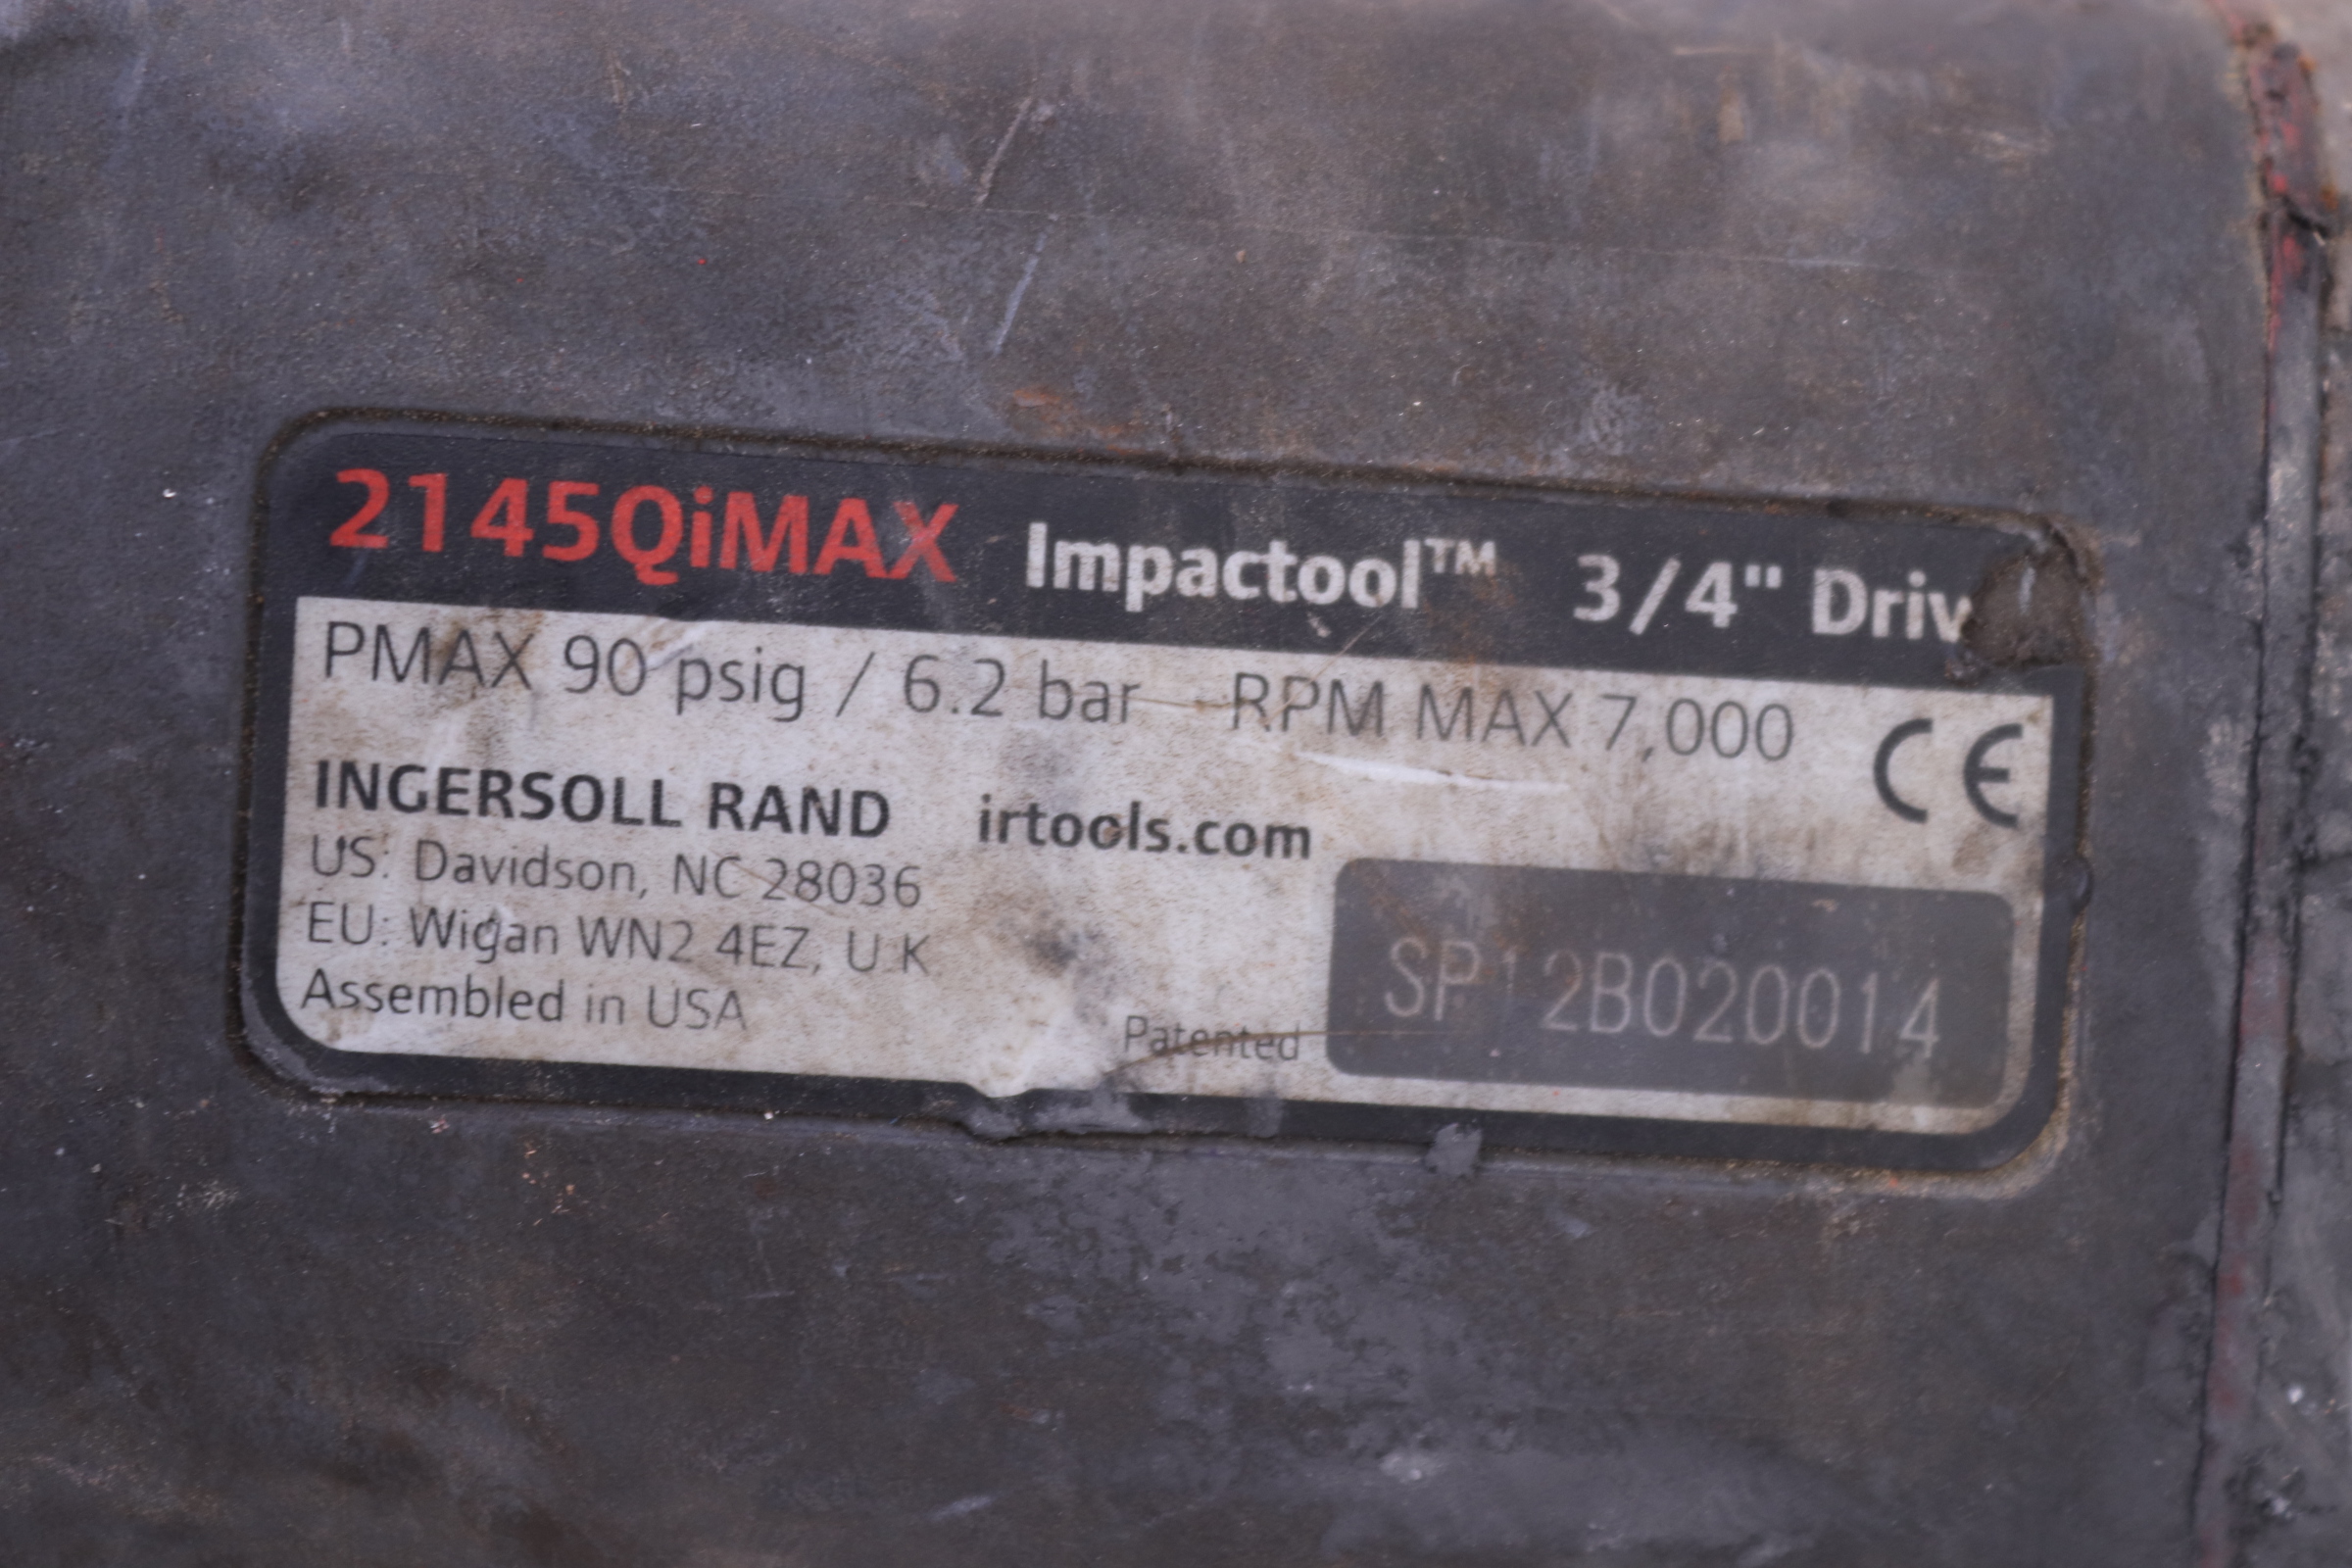 2145QiMAX Impactool™ 3/4" Driv
PMAX 90 psig / 6.2 bar RPM MAX 7,000 CE
INGERSOLL RAND irtools.com
US: Davidson, NC 28036
EU: Wigan WN2 4EZ, U K
Assembled in USA
Patented
SP12B020014